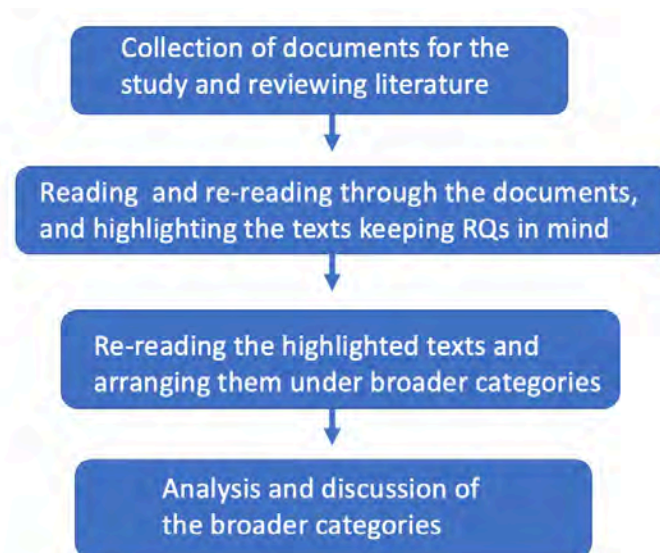 Collection of documents for the
study and reviewing literature
Reading and re-reading through the documents,
and highlighting the texts keeping RQs in mind
Re-reading the highlighted texts and
arranging them under broader categories
Analysis and discussion of
the broader categories